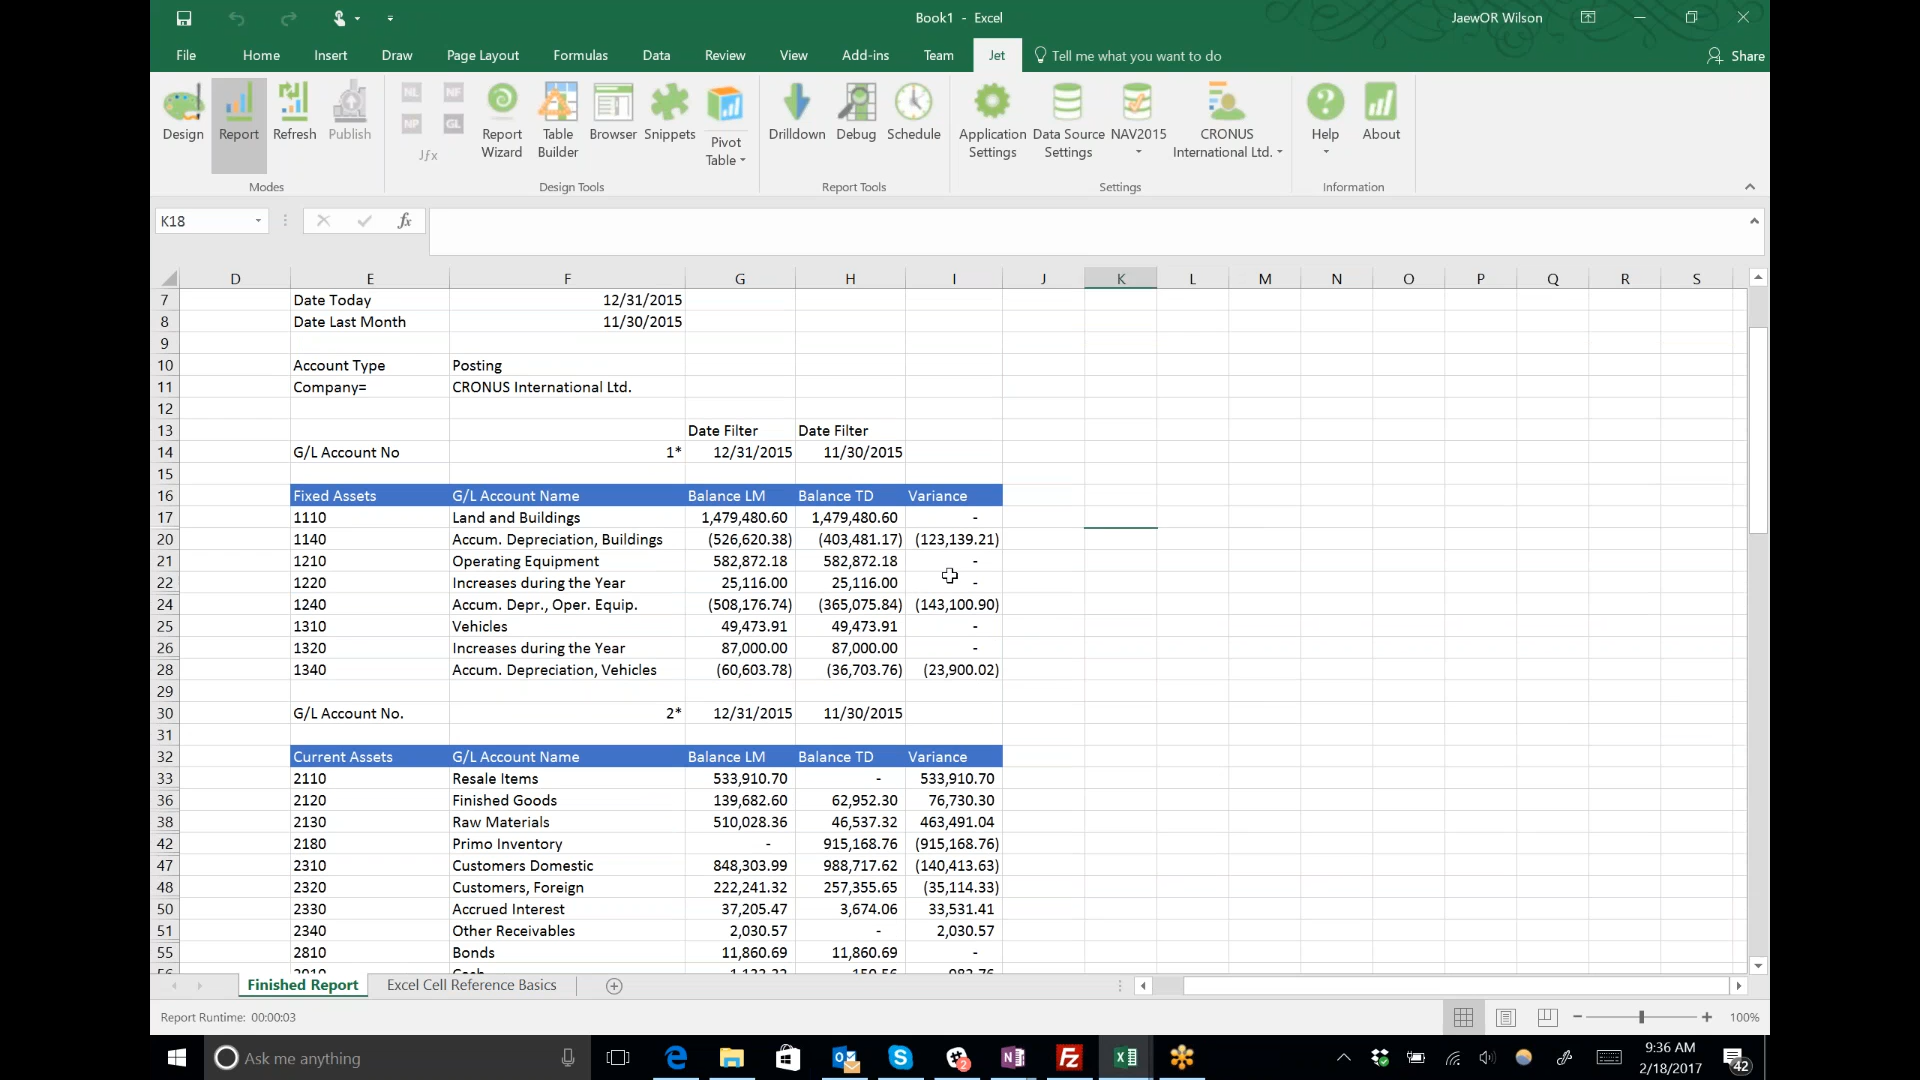 Book1 - Excel
JaewOR Wilson
File Home Insert Draw Page Layout Formulas Data Review View Add-ins Team Jet Tell me what you want to do Share
Design Report Refresh Publish
NL NF
NP GL
Jfx
Report Wizard
Table Builder
Browser Snippets
Pivot Table
Drilldown Debug Schedule
Application Settings
Data Source Settings
NAV2015
CRONUS International Ltd.
Help About
Modes Design Tools Report Tools Settings Information
K18 fx
D E F G H I J K L M N O P Q R S
7 Date Today 12/31/2015
8 Date Last Month 11/30/2015
9
10 Account Type Posting
11 Company= CRONUS International Ltd.
12
13 Date Filter Date Filter
14 G/L Account No 1* 12/31/2015 11/30/2015
15
16 Fixed Assets G/L Account Name Balance LM Balance TD Variance
17 1110 Land and Buildings 1,479,480.60 1,479,480.60 -
20 1140 Accum. Depreciation, Buildings (526,620.38) (403,481.17) (123,139.21)
21 1210 Operating Equipment 582,872.18 582,872.18 -
22 1220 Increases during the Year 25,116.00 25,116.00 -
24 1240 Accum. Depr., Oper. Equip. (508,176.74) (365,075.84) (143,100.90)
25 1310 Vehicles 49,473.91 49,473.91 -
26 1320 Increases during the Year 87,000.00 87,000.00 -
28 1340 Accum. Depreciation, Vehicles (60,603.78) (36,703.76) (23,900.02)
29
30 G/L Account No. 2* 12/31/2015 11/30/2015
31
32 Current Assets G/L Account Name Balance LM Balance TD Variance
33 2110 Resale Items 533,910.70 - 533,910.70
36 2120 Finished Goods 139,682.60 62,952.30 76,730.30
38 2130 Raw Materials 510,028.36 46,537.32 463,491.04
42 2180 Primo Inventory - 915,168.76 (915,168.76)
47 2310 Customers Domestic 848,303.99 988,717.62 (140,413.63)
48 2320 Customers, Foreign 222,241.32 257,355.65 (35,114.33)
50 2330 Accrued Interest 37,205.47 3,674.06 33,531.41
51 2340 Other Receivables 2,030.57 - 2,030.57
55 2810 Bonds 11,860.69 11,860.69 -
Finished Report Excel Cell Reference Basics
Report Runtime: 00:00:03 100%
Ask me anything
9:36 AM
2/18/2017
42